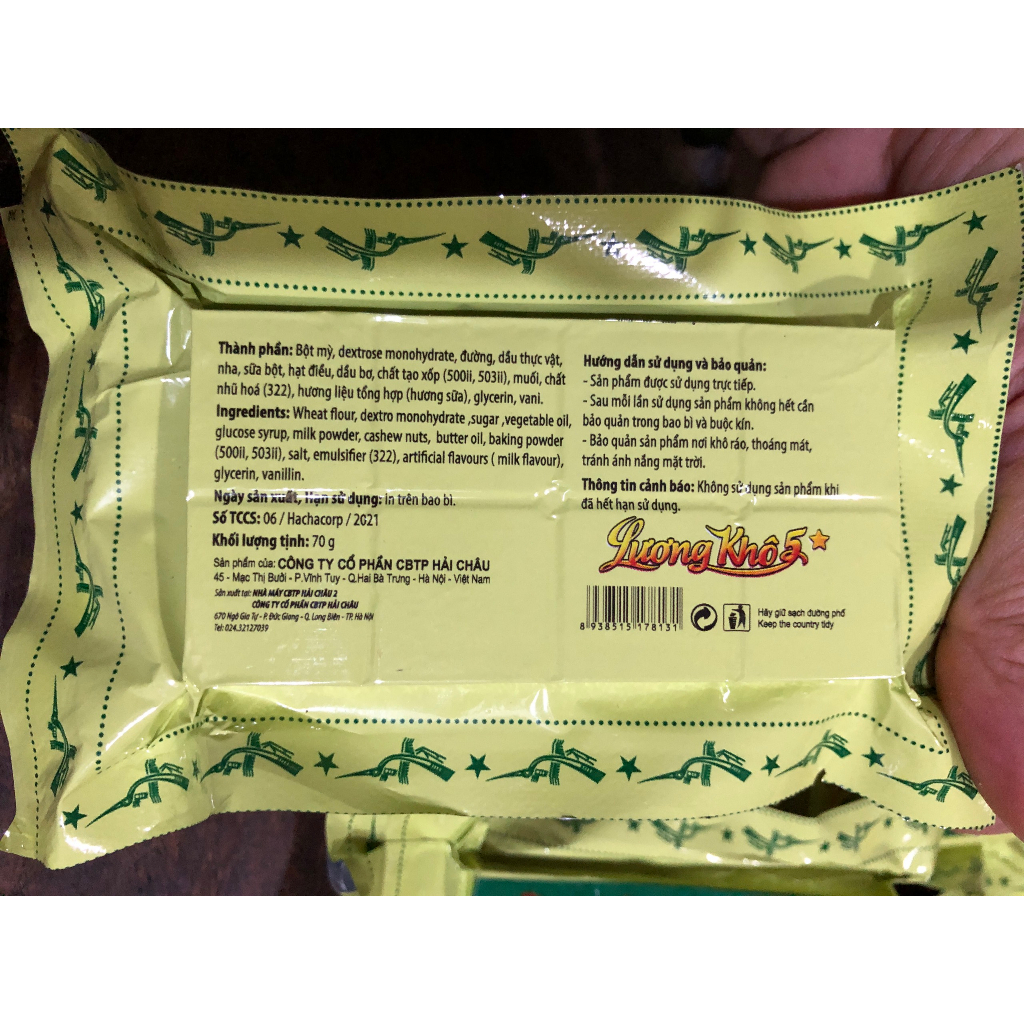 Thành phần: Bột mỳ, dextrose monohydrate, đường, dầu thực vật,
nha, sữa bột, hạt điều, dầu bơ, chất tạo xốp (500ii, 503ii), muối, chất
nhũ hoá (322), hương liệu tổng hợp (hương sữa), glycerin, vani.
Ingredients: Wheat flour, dextro monohydrate ,sugar ,vegetable oil,
glucose syrup, milk powder, cashew nuts, butter oil, baking powder
(500ii, 503ii), salt, emulsifier (322), artificial flavours ( milk flavour),
glycerin, vanillin.
Ngày sản xuất, Hạn sử dụng: in trên bao bì.
Số TCCS: 06 / Hachacorp / 2021
Khối lượng tịnh: 70 g
Sản phẩm của: CÔNG TY CỔ PHẦN CBTP HẢI CHÂU
45 - Mạc Thị Bưởi - P.Vĩnh Tuy - Q.Hai Bà Trưng - Hà Nội - Việt Nam
Sản xuất tại: NHÀ MÁY CBTP HẢI CHÂU 2
CÔNG TY CỔ PHẦN CBTP HẢI CHÂU
670 Ngô Gia Tự - P. Đức Giang - Q. Long Biên - TP. Hà Nội
Tel: 024.32127039
Hướng dẫn sử dụng và bảo quản:
- Sản phẩm được sử dụng trực tiếp.
- Sau mỗi lần sử dụng sản phẩm không hết cần
bảo quản trong bao bì và buộc kín.
- Bảo quản sản phẩm nơi khô ráo, thoáng mát,
tránh ánh nắng mặt trời.
Thông tin cảnh báo: Không sử dụng sản phẩm khi
đã hết hạn sử dụng.
Lương Khô 5
8 938515 178131
Hãy giữ sạch đường phố
Keep the country tidy